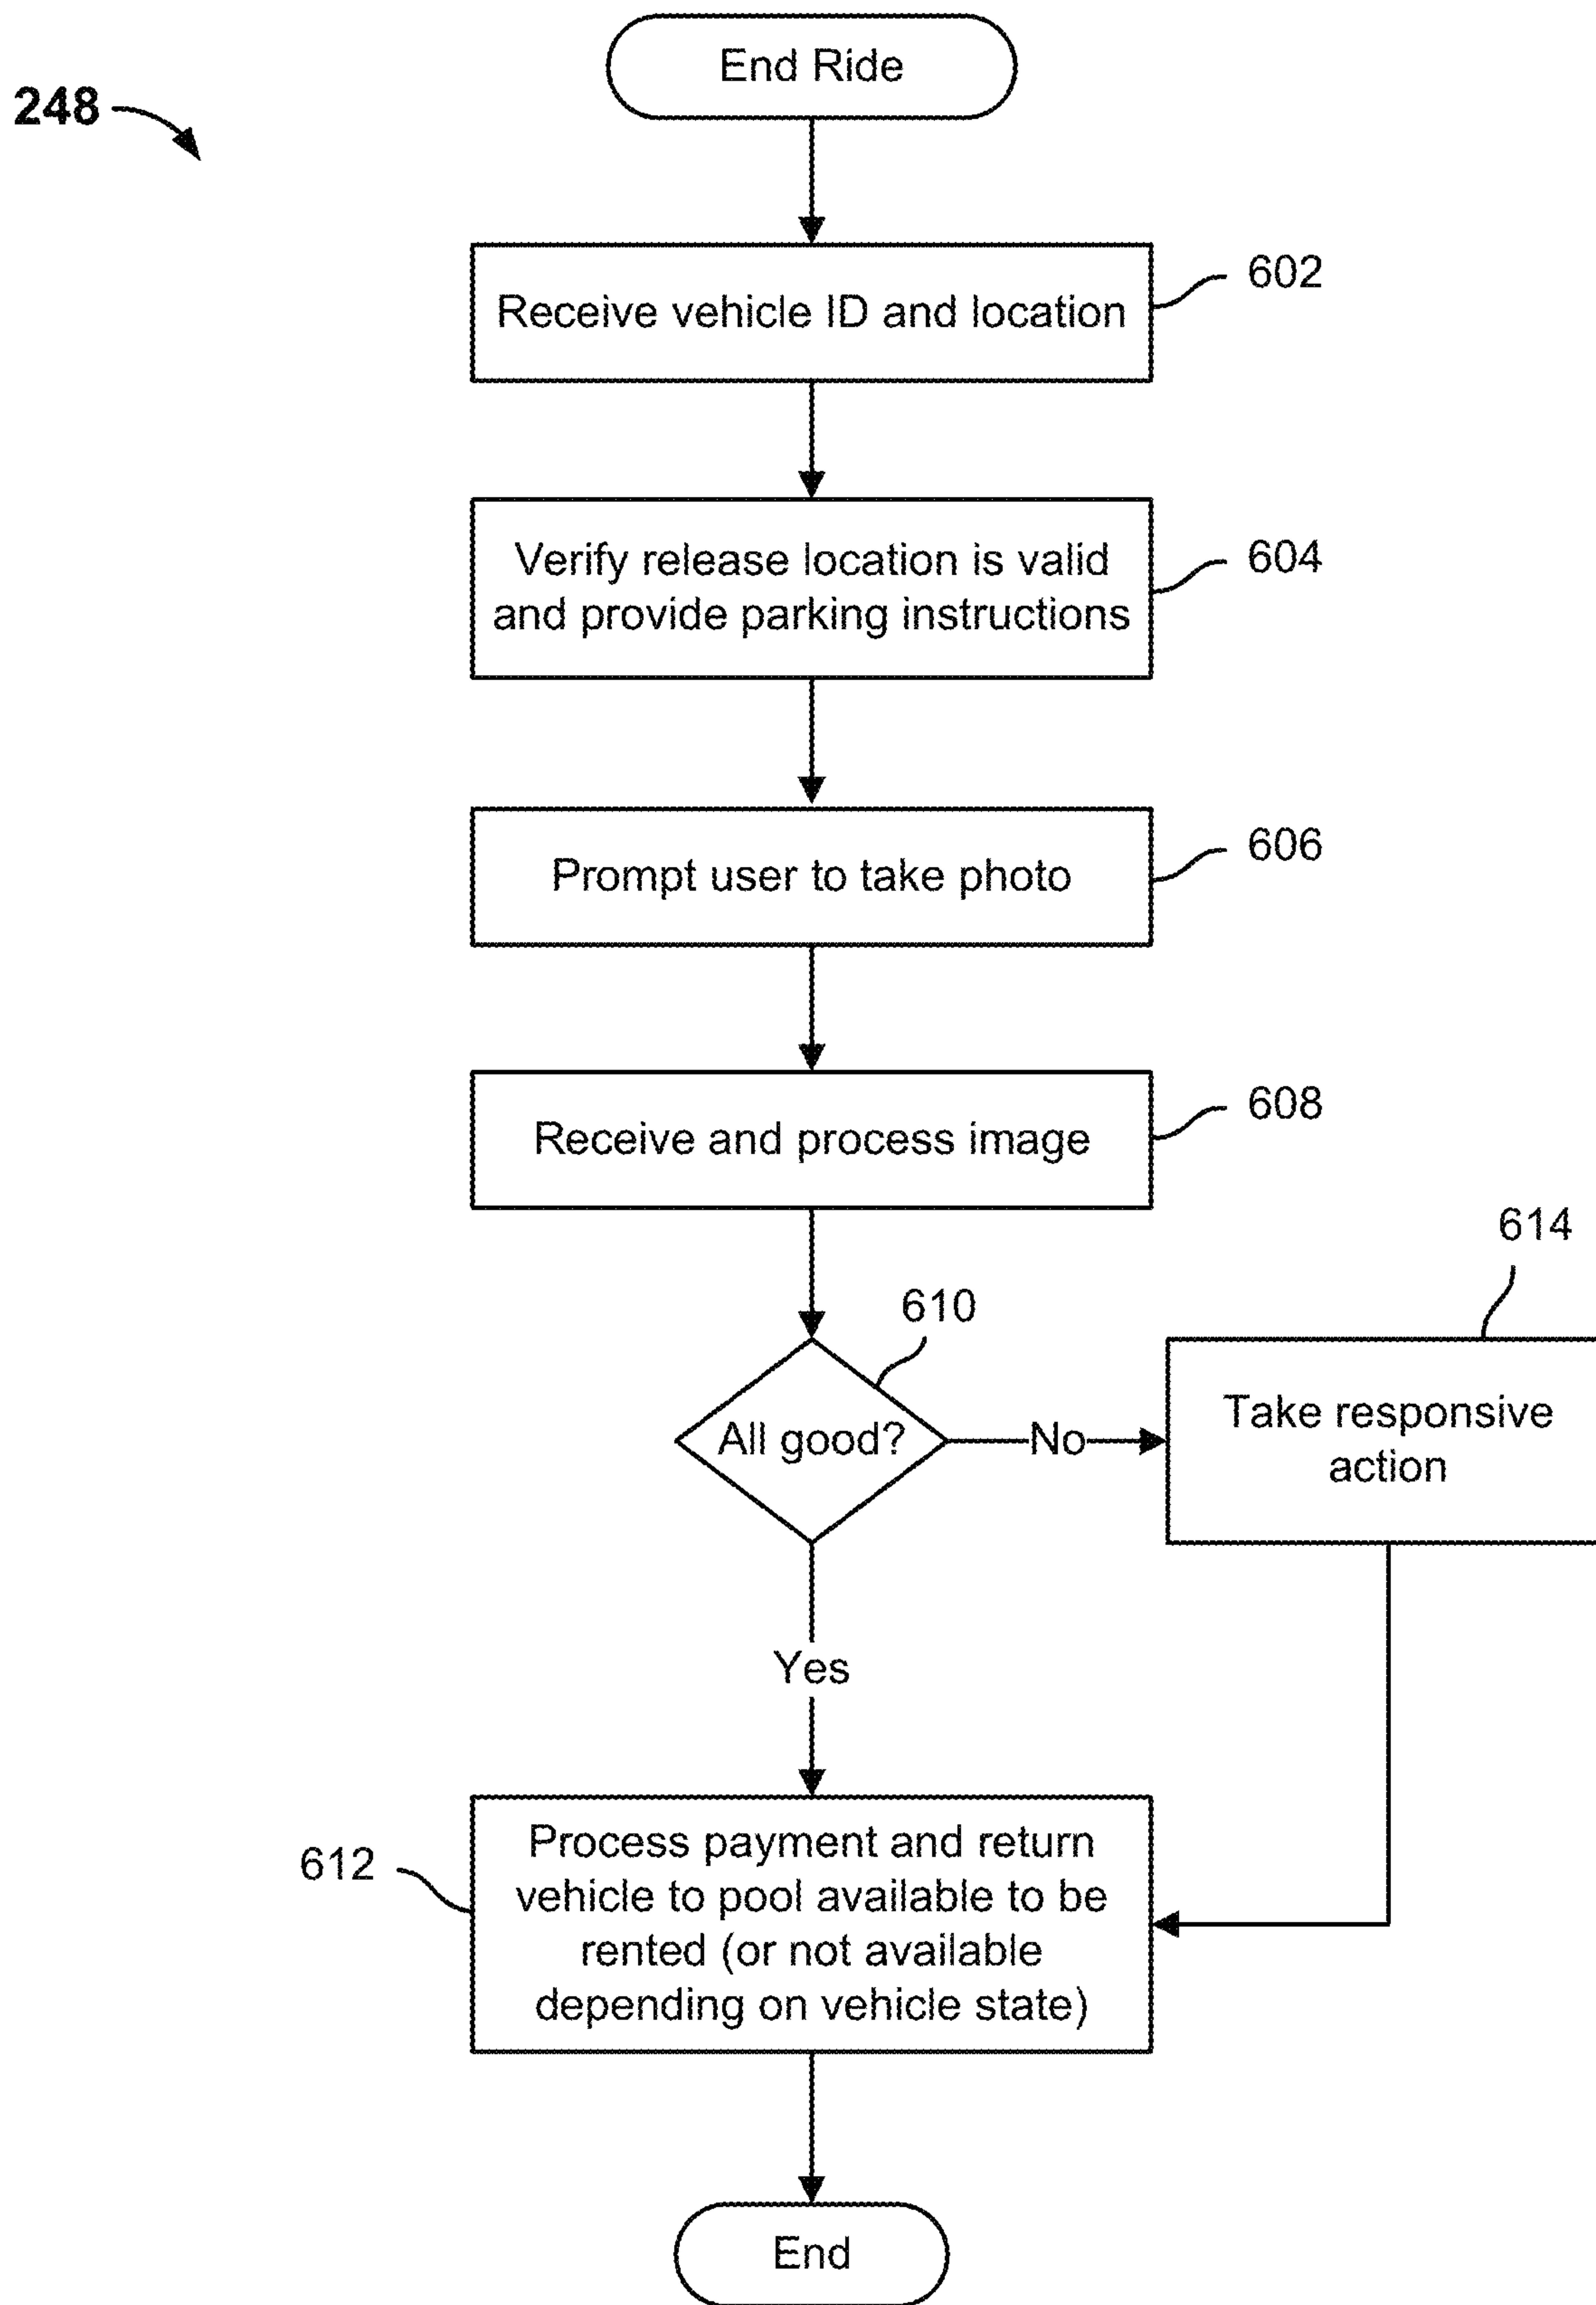 248
End Ride
Receive vehicle ID and location
602
Verify release location is valid
and provide parking instructions
604
Prompt user to take photo
606
Receive and process image
608
610
All good?
No
614
Take responsive
action
Yes
612
Process payment and return
vehicle to pool available to be
rented (or not available
depending on vehicle state)
End